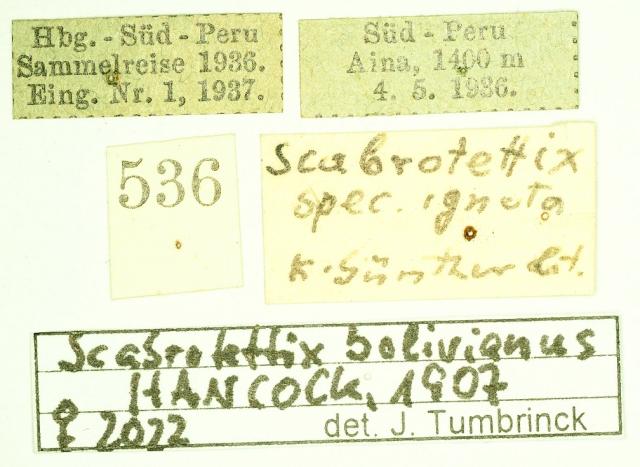 Hbg. - Süd - Peru
Sammelreise 1936.
Eing. Nr. 1, 1937.
Süd - Peru
Aina, 1400 m
4. 5. 1936.
536
Scabrotettix
spec. ignota
K. Günther dit.
Scabrotettix bolivianus
HANCOCK, 1907
♀ 2022
det. J. Tumbrinck